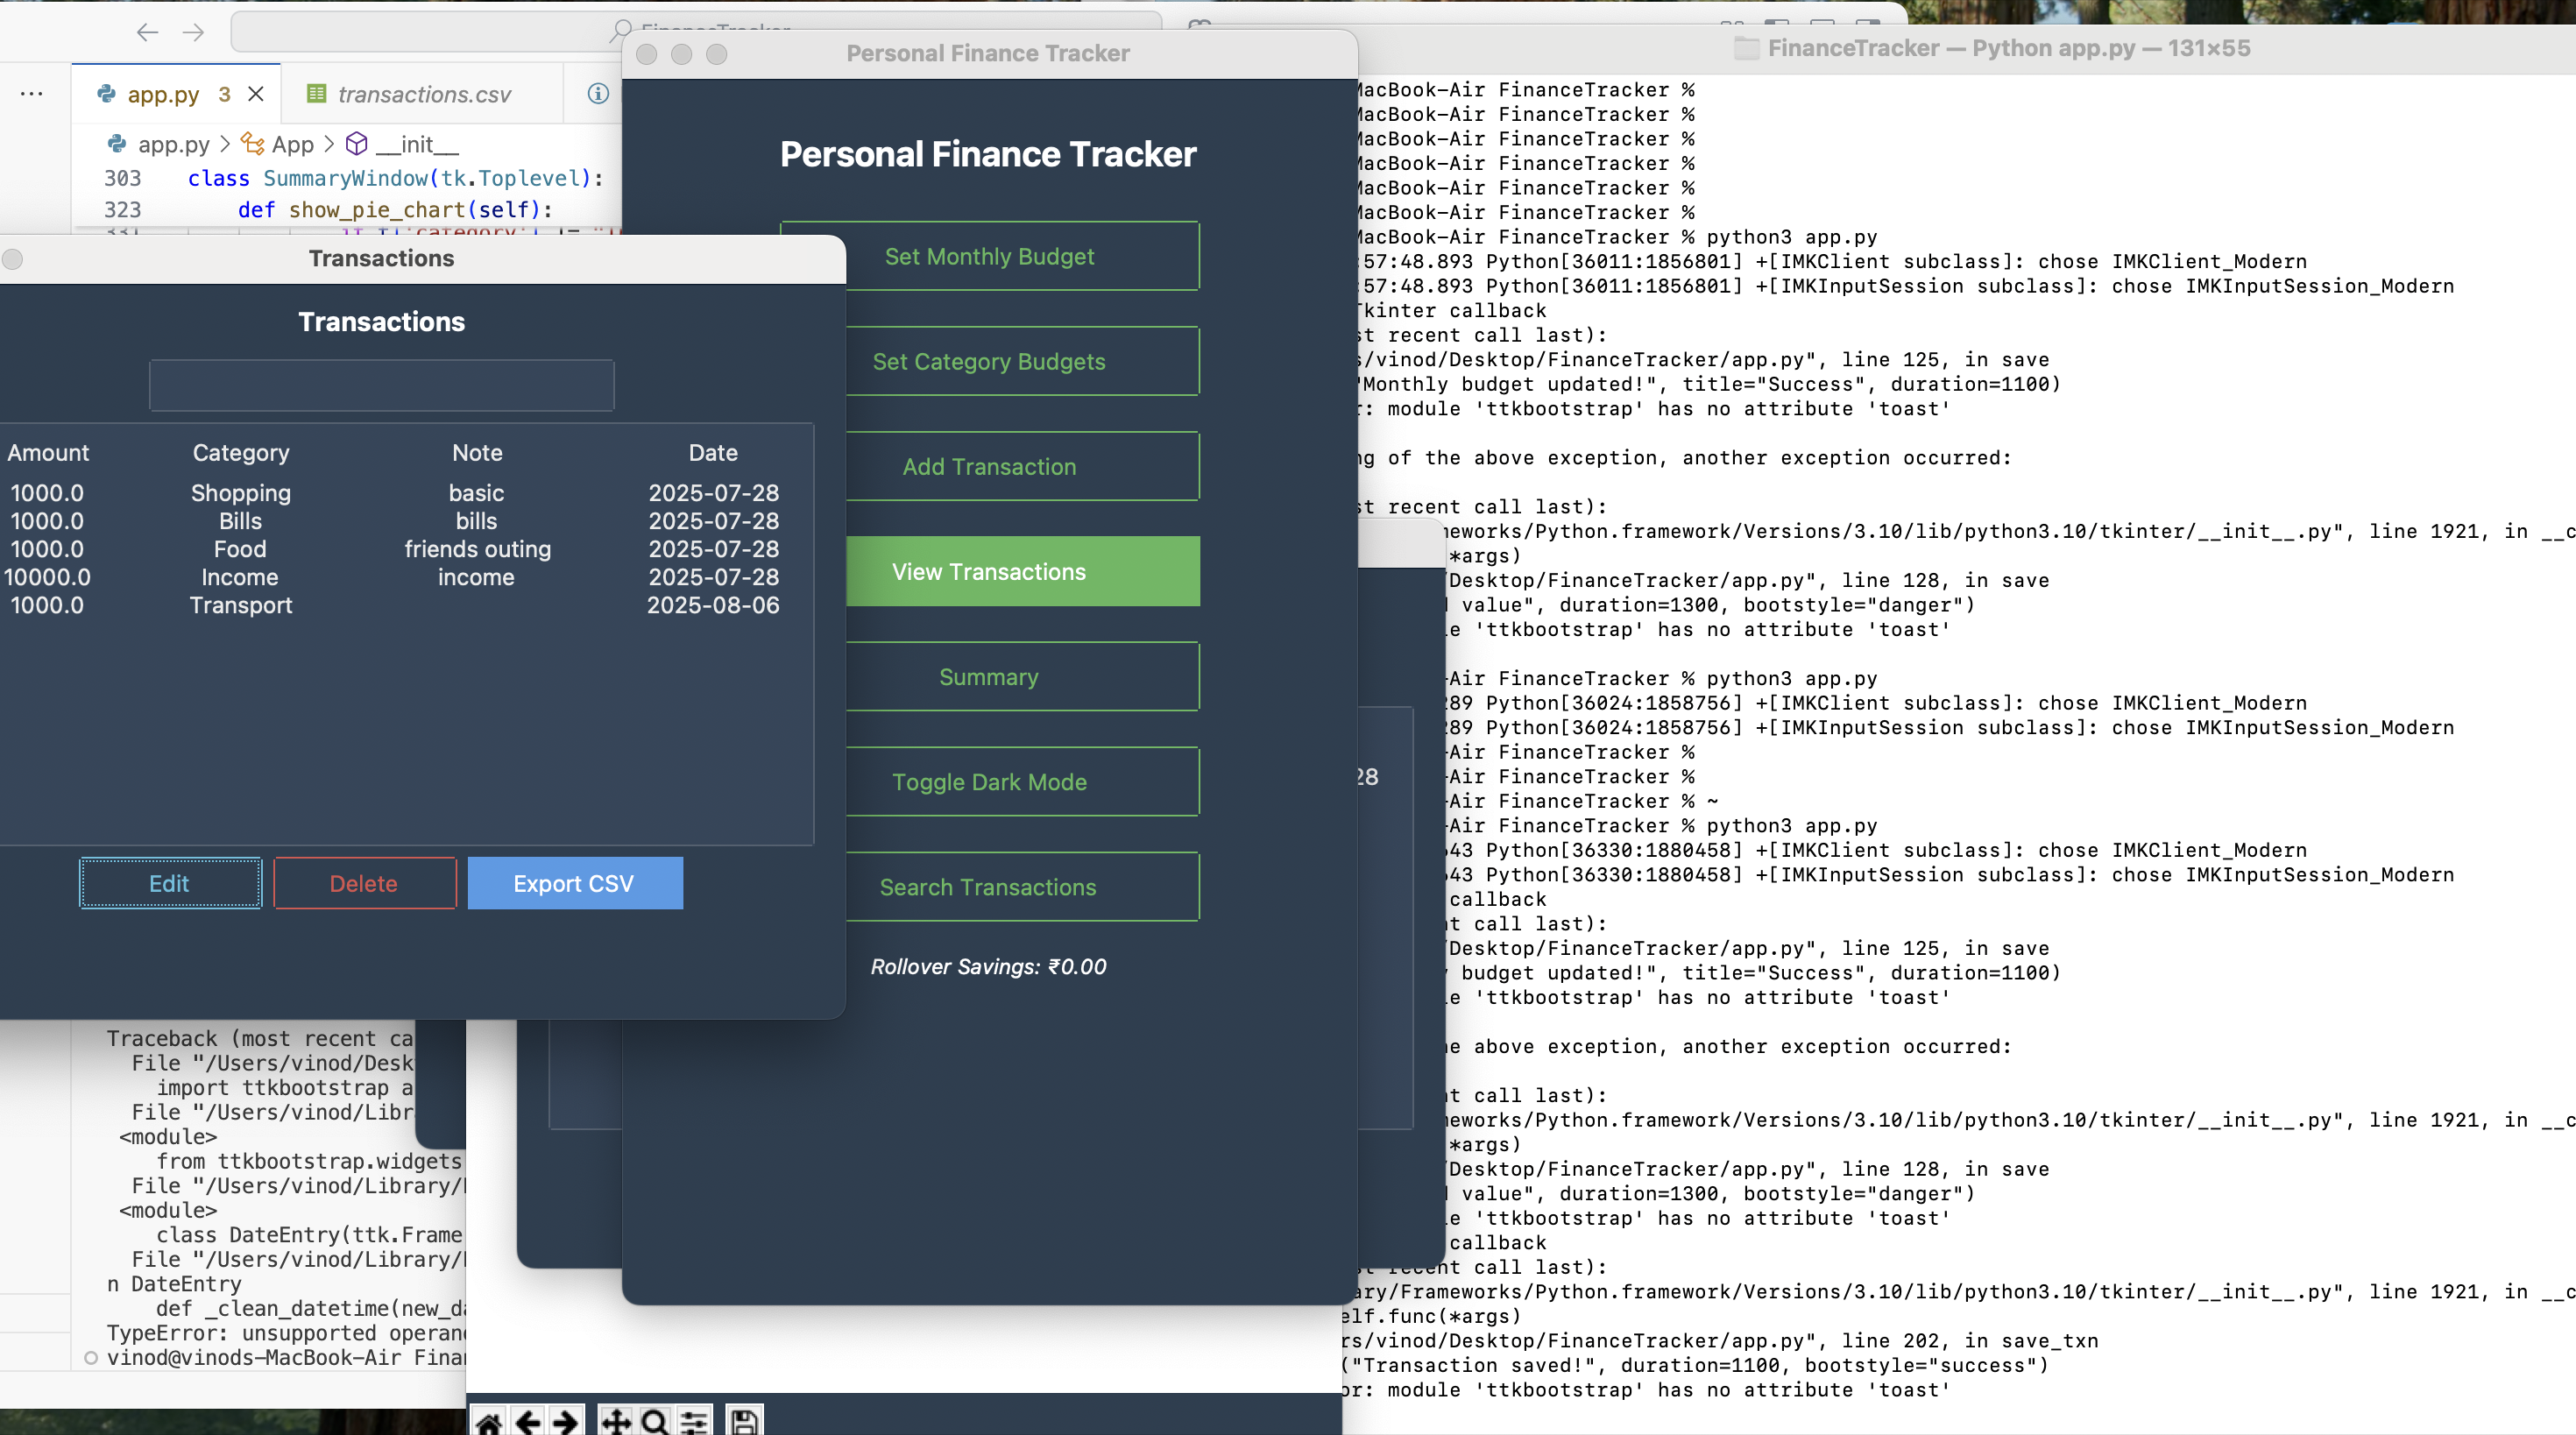 app.py 3
transactions.csv
app.py > App > __init__
303 class SummaryWindow(tk.Toplevel):
323 def show_pie_chart(self):
Transactions
Transactions
Amount Category Note Date
1000.0 Shopping basic 2025-07-28
1000.0 Bills bills 2025-07-28
1000.0 Food friends outing 2025-07-28
10000.0 Income income 2025-07-28
1000.0 Transport 2025-08-06
Edit Delete Export CSV
Traceback (most recent ca
File "/Users/vinod/Desk
import ttkbootstrap a
File "/Users/vinod/Libr
<module>
from ttkbootstrap.widgets
File "/Users/vinod/Library/
<module>
class DateEntry(ttk.Frame
File "/Users/vinod/Library/
n DateEntry
def _clean_datetime(new_da
TypeError: unsupported operan
vinod@vinods-MacBook-Air Finan
Personal Finance Tracker
Personal Finance Tracker
Set Monthly Budget
Set Category Budgets
Add Transaction
View Transactions
Summary
Toggle Dark Mode
Search Transactions
Rollover Savings: ₹0.00
28
FinanceTracker — Python app.py — 131×55
MacBook-Air FinanceTracker %
MacBook-Air FinanceTracker %
MacBook-Air FinanceTracker %
MacBook-Air FinanceTracker %
MacBook-Air FinanceTracker %
MacBook-Air FinanceTracker %
MacBook-Air FinanceTracker % python3 app.py
:57:48.893 Python[36011:1856801] +[IMKClient subclass]: chose IMKClient_Modern
:57:48.893 Python[36011:1856801] +[IMKInputSession subclass]: chose IMKInputSession_Modern
Tkinter callback
st recent call last):
s/vinod/Desktop/FinanceTracker/app.py", line 125, in save
"Monthly budget updated!", title="Success", duration=1100)
r: module 'ttkbootstrap' has no attribute 'toast'
ng of the above exception, another exception occurred:
st recent call last):
meworks/Python.framework/Versions/3.10/lib/python3.10/tkinter/__init__.py", line 1921, in __c
*args)
/Desktop/FinanceTracker/app.py", line 128, in save
value", duration=1300, bootstyle="danger")
le 'ttkbootstrap' has no attribute 'toast'
-Air FinanceTracker % python3 app.py
289 Python[36024:1858756] +[IMKClient subclass]: chose IMKClient_Modern
289 Python[36024:1858756] +[IMKInputSession subclass]: chose IMKInputSession_Modern
-Air FinanceTracker %
-Air FinanceTracker %
-Air FinanceTracker % ~
-Air FinanceTracker % python3 app.py
43 Python[36330:1880458] +[IMKClient subclass]: chose IMKClient_Modern
43 Python[36330:1880458] +[IMKInputSession subclass]: chose IMKInputSession_Modern
callback
t call last):
/Desktop/FinanceTracker/app.py", line 125, in save
y budget updated!", title="Success", duration=1100)
le 'ttkbootstrap' has no attribute 'toast'
e above exception, another exception occurred:
t call last):
meworks/Python.framework/Versions/3.10/lib/python3.10/tkinter/__init__.py", line 1921, in __c
*args)
/Desktop/FinanceTracker/app.py", line 128, in save
value", duration=1300, bootstyle="danger")
le 'ttkbootstrap' has no attribute 'toast'
callback
st recent call last):
ary/Frameworks/Python.framework/Versions/3.10/lib/python3.10/tkinter/__init__.py", line 1921, in __c
elf.func(*args)
rs/vinod/Desktop/FinanceTracker/app.py", line 202, in save_txn
("Transaction saved!", duration=1100, bootstyle="success")
or: module 'ttkbootstrap' has no attribute 'toast'